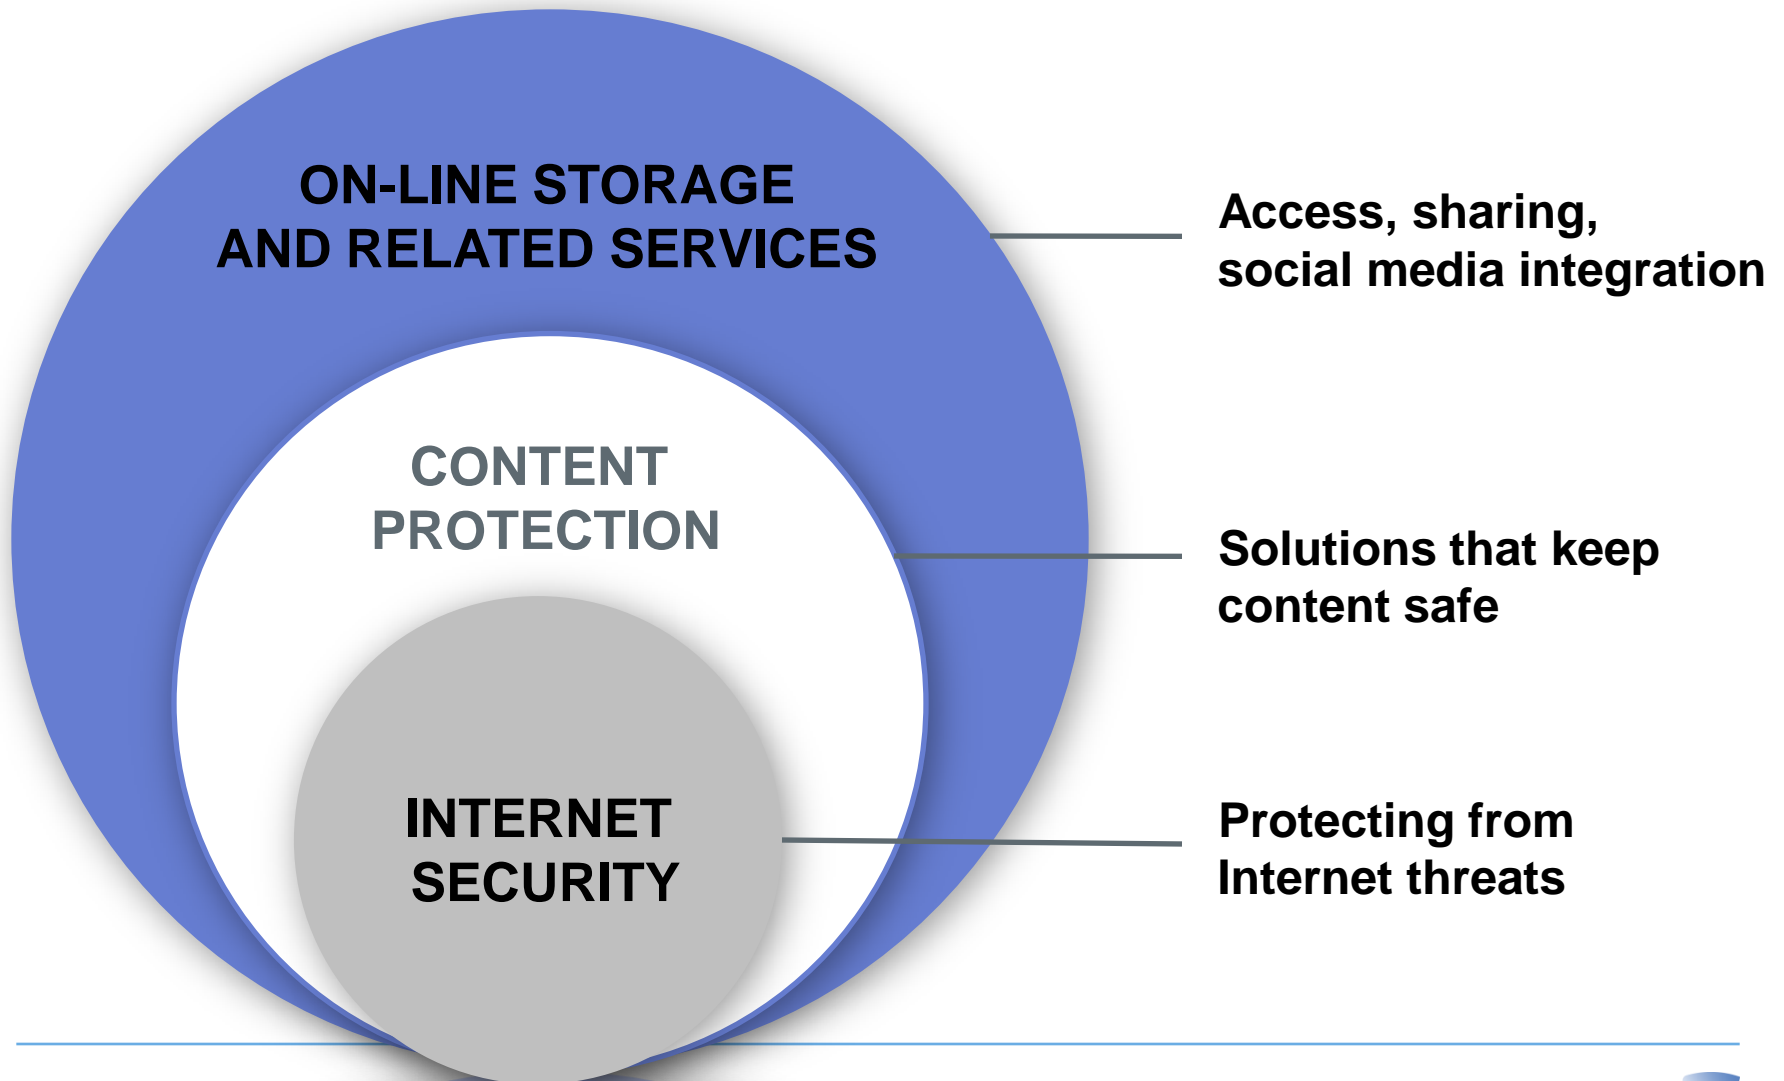 ON-LINE STORAGE
AND RELATED SERVICES
Access, sharing,
social media integration
CONTENT
PROTECTION
Solutions that keep
content safe
INTERNET
SECURITY
Protecting from
Internet threats